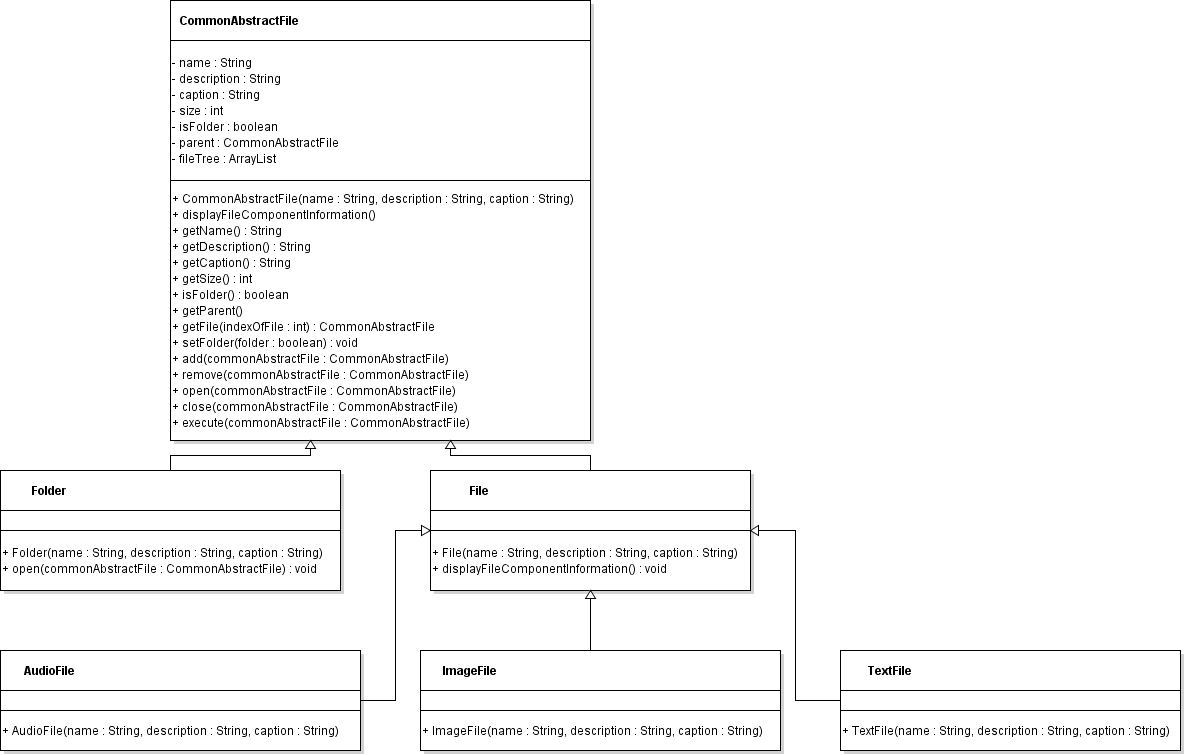 CommonAbstractFile
- name : String
- description : String
- caption : String
- size : int
- isFolder : boolean
- parent : CommonAbstractFile
- fileTree : ArrayList
+ CommonAbstractFile(name : String, description : String, caption : String)
+ displayFileComponentInformation()
+ getName() : String
+ getDescription() : String
+ getCaption() : String
+ getSize() : int
+ isFolder() : boolean
+ getParent()
+ getFile(indexOfFile : int) : CommonAbstractFile
+ setFolder(folder : boolean) : void
+ add(commonAbstractFile : CommonAbstractFile)
+ remove(commonAbstractFile : CommonAbstractFile)
+ open(commonAbstractFile : CommonAbstractFile)
+ close(commonAbstractFile : CommonAbstractFile)
+ execute(commonAbstractFile : CommonAbstractFile)
Folder
+ Folder(name : String, description : String, caption : String)
+ open(commonAbstractFile : CommonAbstractFile) : void
File
+ File(name : String, description : String, caption : String)
+ displayFileComponentInformation() : void
AudioFile
+ AudioFile(name : String, description : String, caption : String)
ImageFile
+ ImageFile(name : String, description : String, caption : String)
TextFile
+ TextFile(name : String, description : String, caption : String)